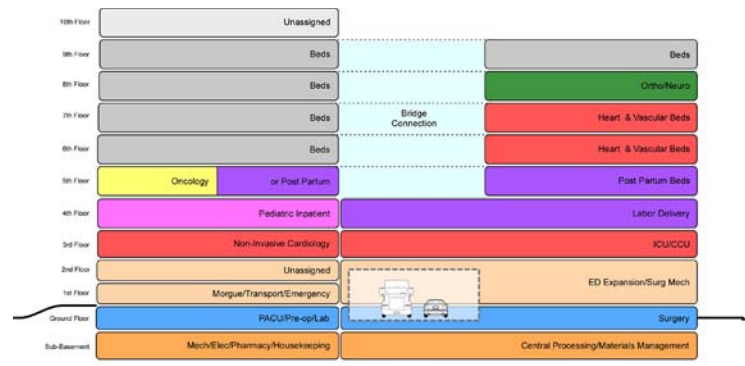 10th Floor Unassigned
9th Floor Beds Beds
8th Floor Beds Ortho/Neuro
7th Floor Beds Bridge Connection Heart & Vascular Beds
6th Floor Beds Heart & Vascular Beds
5th Floor Oncology or Post Partum Post Partum Beds
4th Floor Pediatric Inpatient Labor Delivery
3rd Floor Non-Invasive Cardiology ICU/CCU
2nd Floor Unassigned
ED Expansion/Surg Mech
1st Floor Morgue/Transport/Emergency
Ground Floor PACU/Pre-op/Lab Surgery
Sub-Basement Mech/Elec/Pharmacy/Housekeeping Central Processing/Materials Management